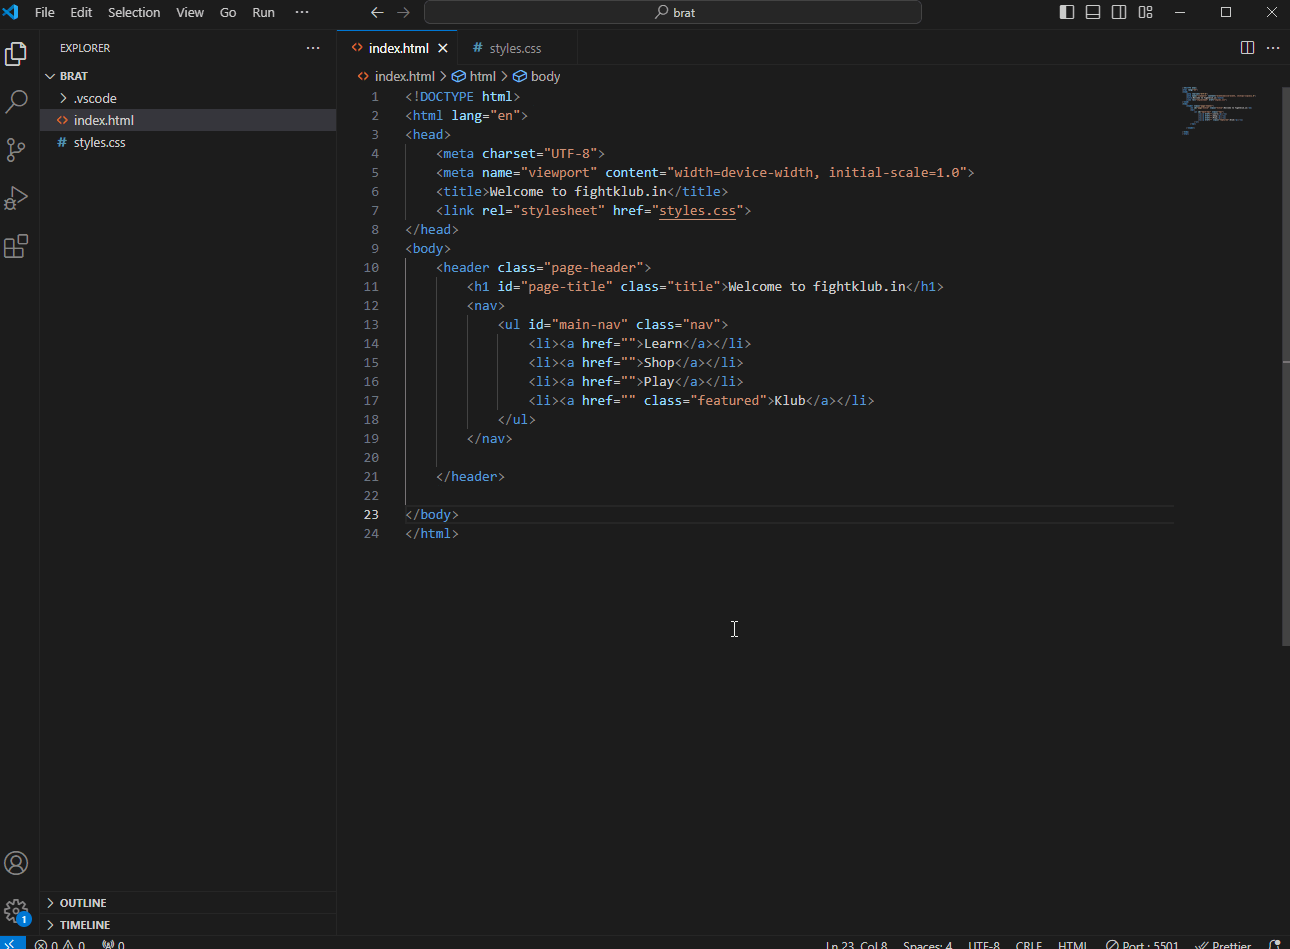 File Edit Selection View Go Run ...
brat
EXPLORER
BRAT
.vscode
index.html
styles.css
index.html
# styles.css
index.html > html > body
1 <!DOCTYPE html>
2 <html lang="en">
3 <head>
4 <meta charset="UTF-8">
5 <meta name="viewport" content="width=device-width, initial-scale=1.0">
6 <title>Welcome to fightklub.in</title>
7 <link rel="stylesheet" href="styles.css">
8 </head>
9 <body>
10 <header class="page-header">
11 <h1 id="page-title" class="title">Welcome to fightklub.in</h1>
12 <nav>
13 <ul id="main-nav" class="nav">
14 <li><a href="">Learn</a></li>
15 <li><a href="">Shop</a></li>
16 <li><a href="">Play</a></li>
17 <li><a href="" class="featured">Klub</a></li>
18 </ul>
19 </nav>
20
21 </header>
22
23 </body>
24 </html>
OUTLINE
TIMELINE
1
0 0 0 Ln 23, Col 8 Spaces: 4 UTF-8 CRLF HTML Port : 5501 Prettier